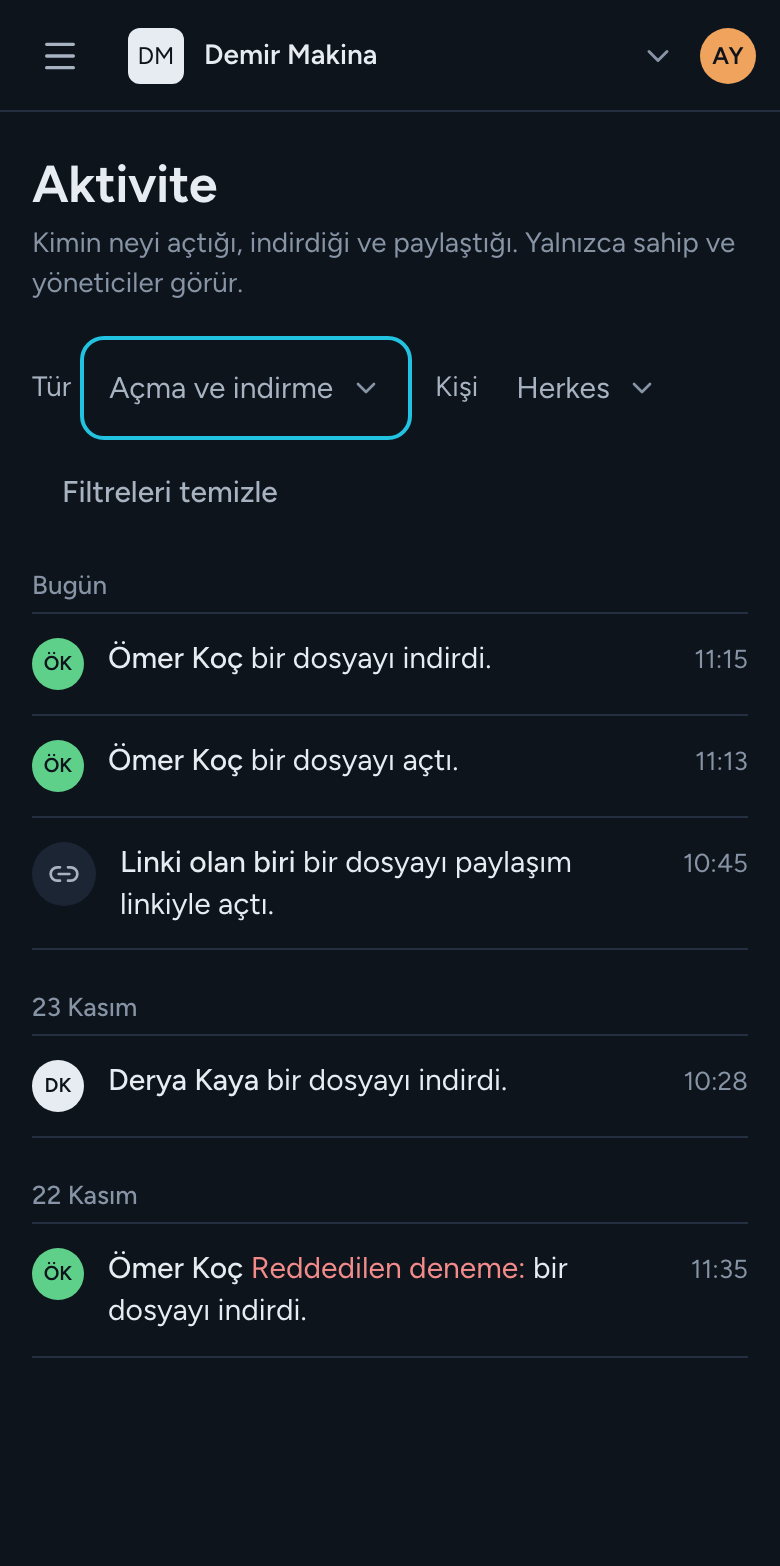 DM Demir Makina AY
Aktivite
Kimin neyi açtığı, indirdiği ve paylaştığı. Yalnızca sahip ve
yöneticiler görür.
Tür Açma ve indirme Kişi Herkes
Filtreleri temizle
Bugün
ÖK Ömer Koç bir dosyayı indirdi. 11:15
ÖK Ömer Koç bir dosyayı açtı. 11:13
Linki olan biri bir dosyayı paylaşım 10:45
linkiyle açtı.
23 Kasım
DK Derya Kaya bir dosyayı indirdi. 10:28
22 Kasım
ÖK Ömer Koç Reddedilen deneme: bir 11:35
dosyayı indirdi.